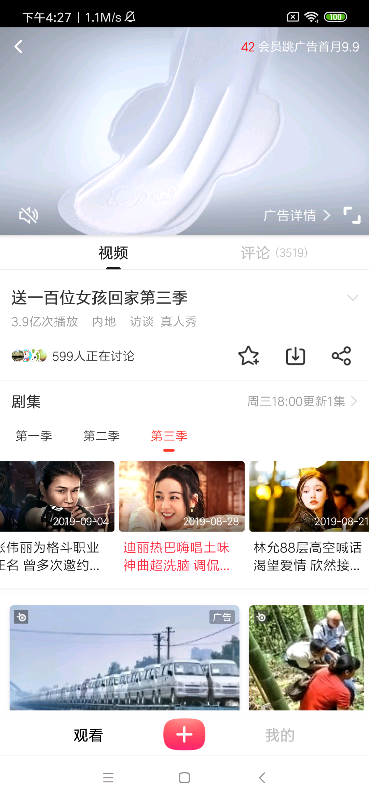 下午4:27 | 1.1M/s
100
42 会员跳广告首月9.9
广告详情
视频
评论 (3519)
送一百位女孩回家第三季
3.9亿次播放 内地 访谈 真人秀
599人正在讨论
剧集
周三18:00更新1集
第一季 第二季 第三季
2019-09-04
2019-08-28
2019-08-21
张伟丽为格斗职业
正名 曾多次邀约...
迪丽热巴嗨唱土味
神曲超洗脑 调侃...
林允88层高空喊话
渴望爱情 欣然接...
广告
观看
我的